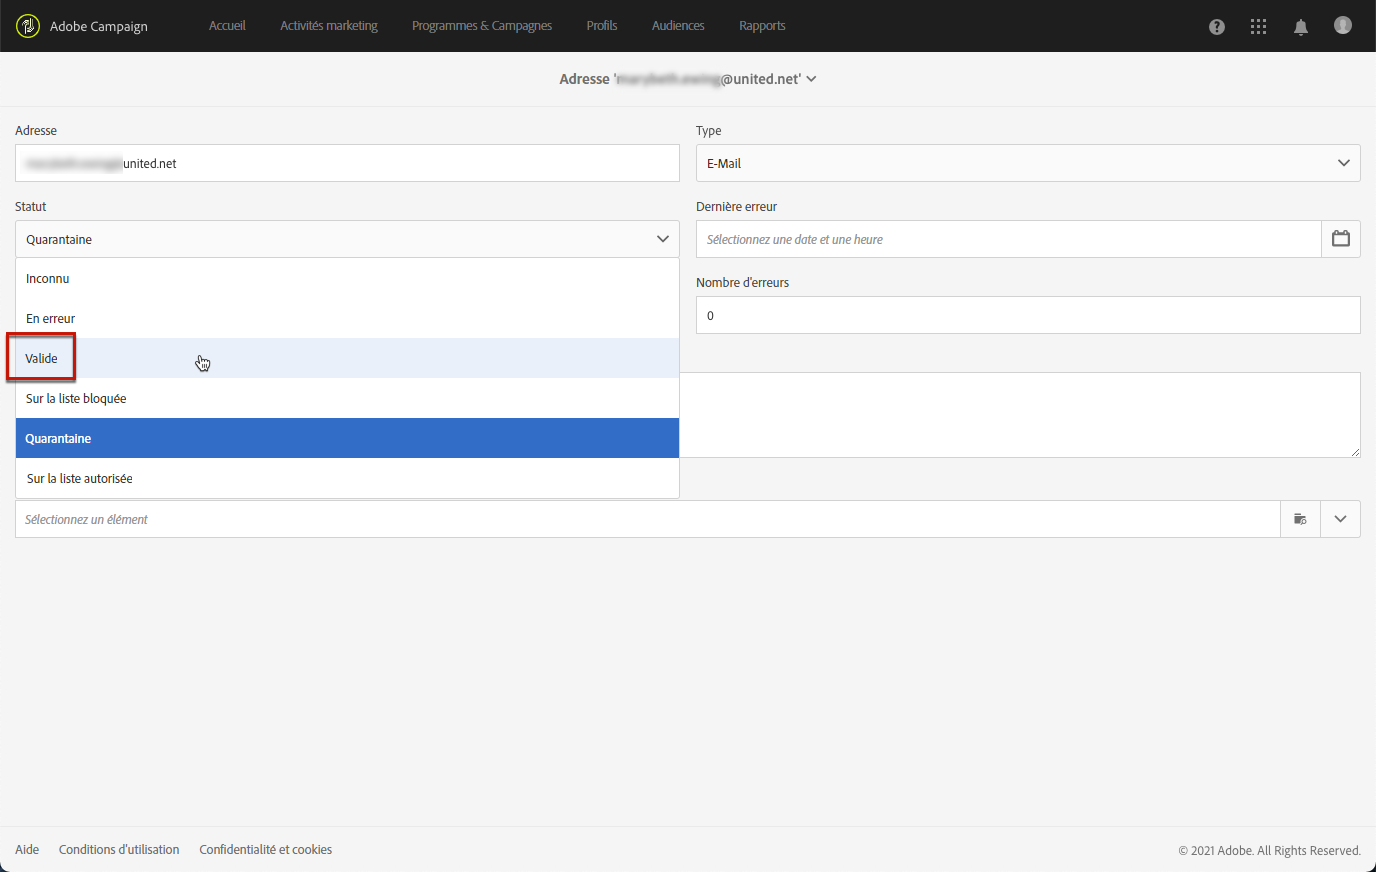 Adobe Campaign
Accueil
Activités marketing
Programmes & Campagnes
Profils
Audiences
Rapports
Adresse '@united.net'
Adresse
united.net
Type
E-Mail
Statut
Quarantaine
Dernière erreur
Sélectionnez une date et une heure
Inconnu
En erreur
Valide
Sur la liste bloquée
Quarantaine
Sur la liste autorisée
Nombre d'erreurs
0
Sélectionnez un élément
Aide
Conditions d'utilisation
Confidentialité et cookies
© 2021 Adobe. All Rights Reserved.